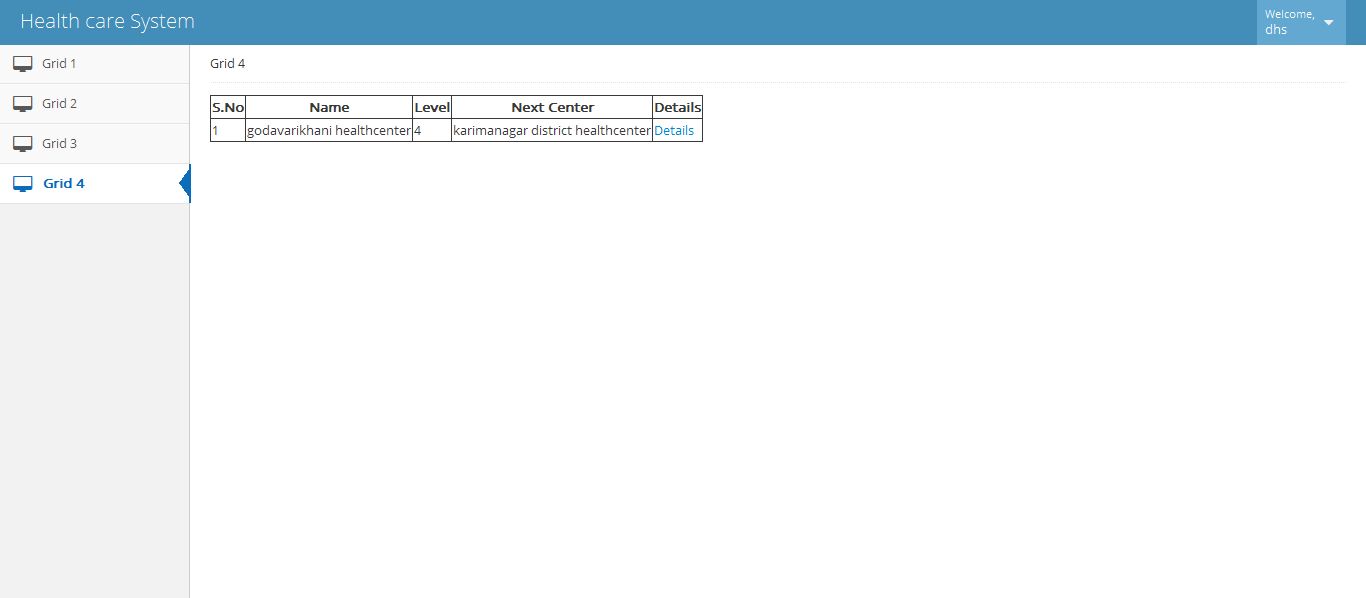 Health care System
Welcome,
dhs
Grid 1
Grid 2
Grid 3
Grid 4
Grid 4
S.No Name Level Next Center Details
1 godavarikhani healthcenter 4 karimanagar district healthcenter Details